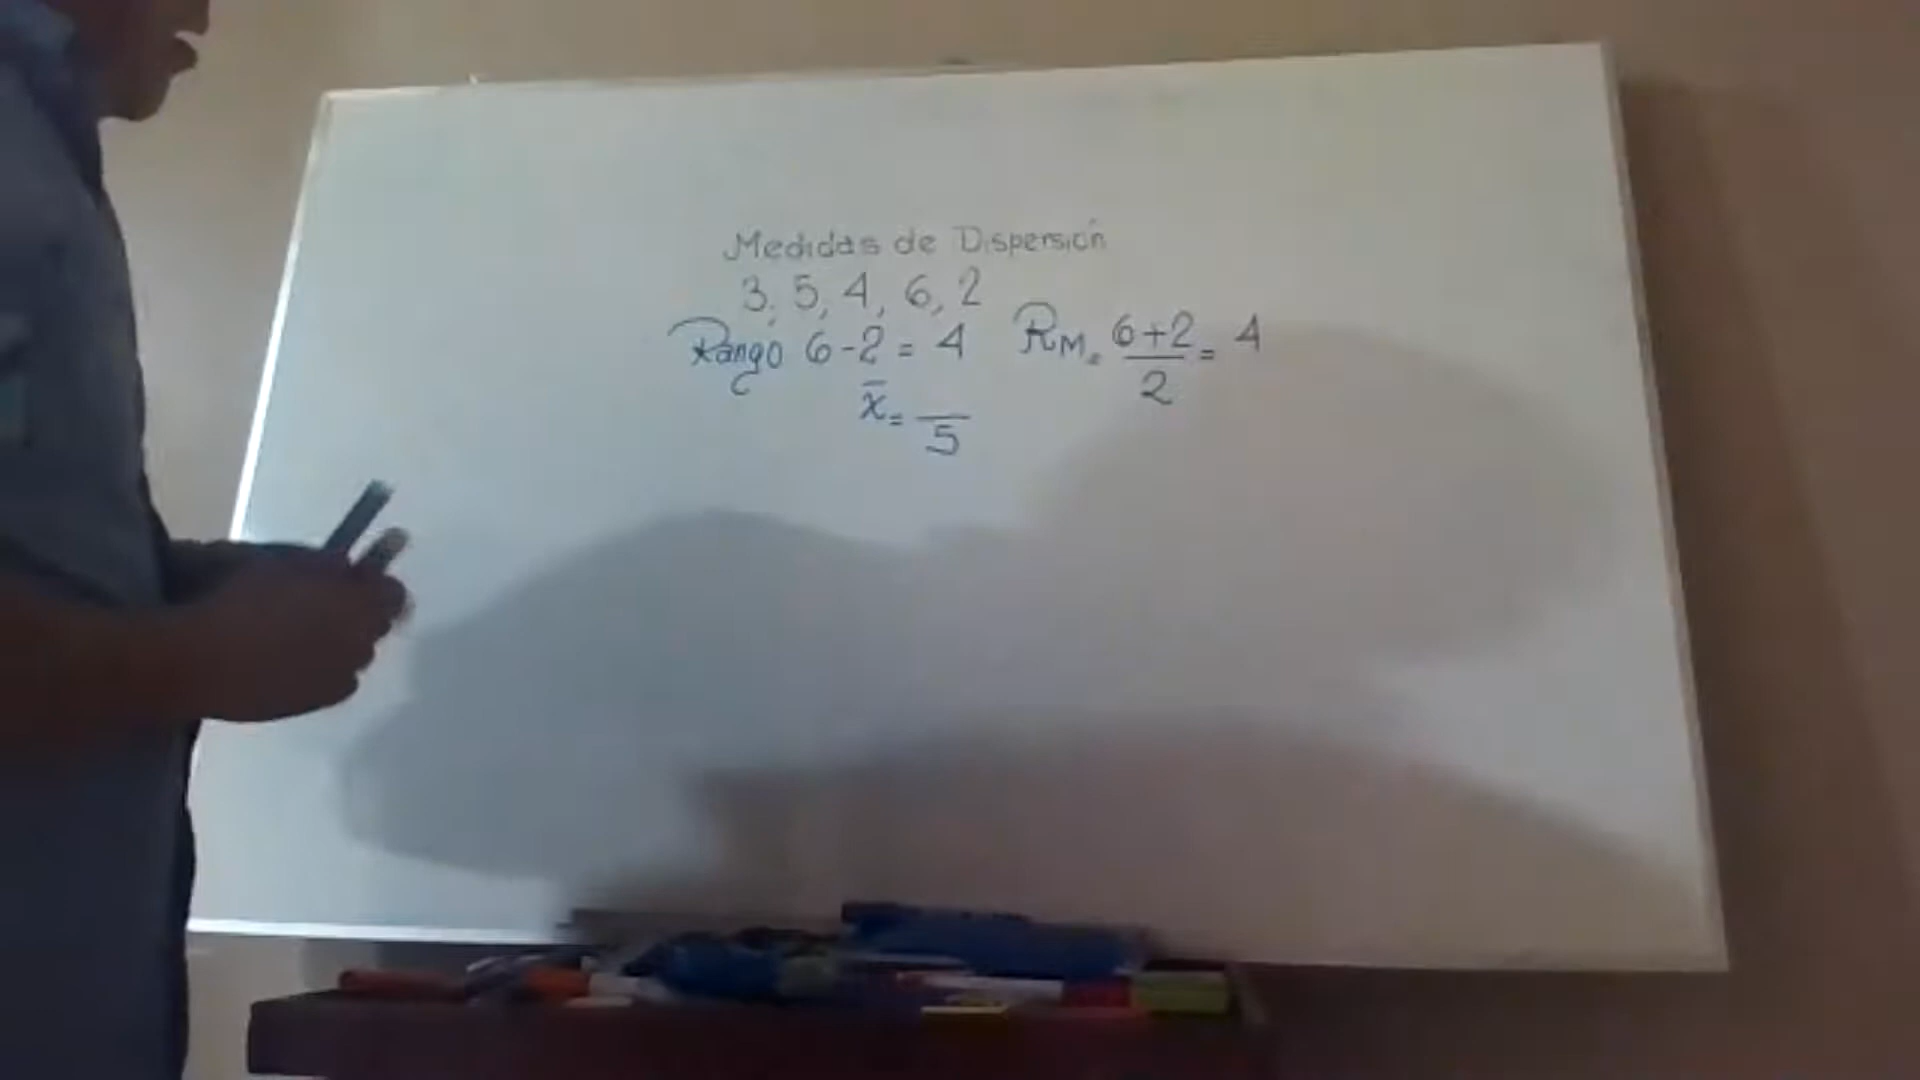 Medidas de Dispersión
3, 5, 4, 6, 2
Rango 6-2 = 4 RM = 6+2/2 = 4
x̄ = /5